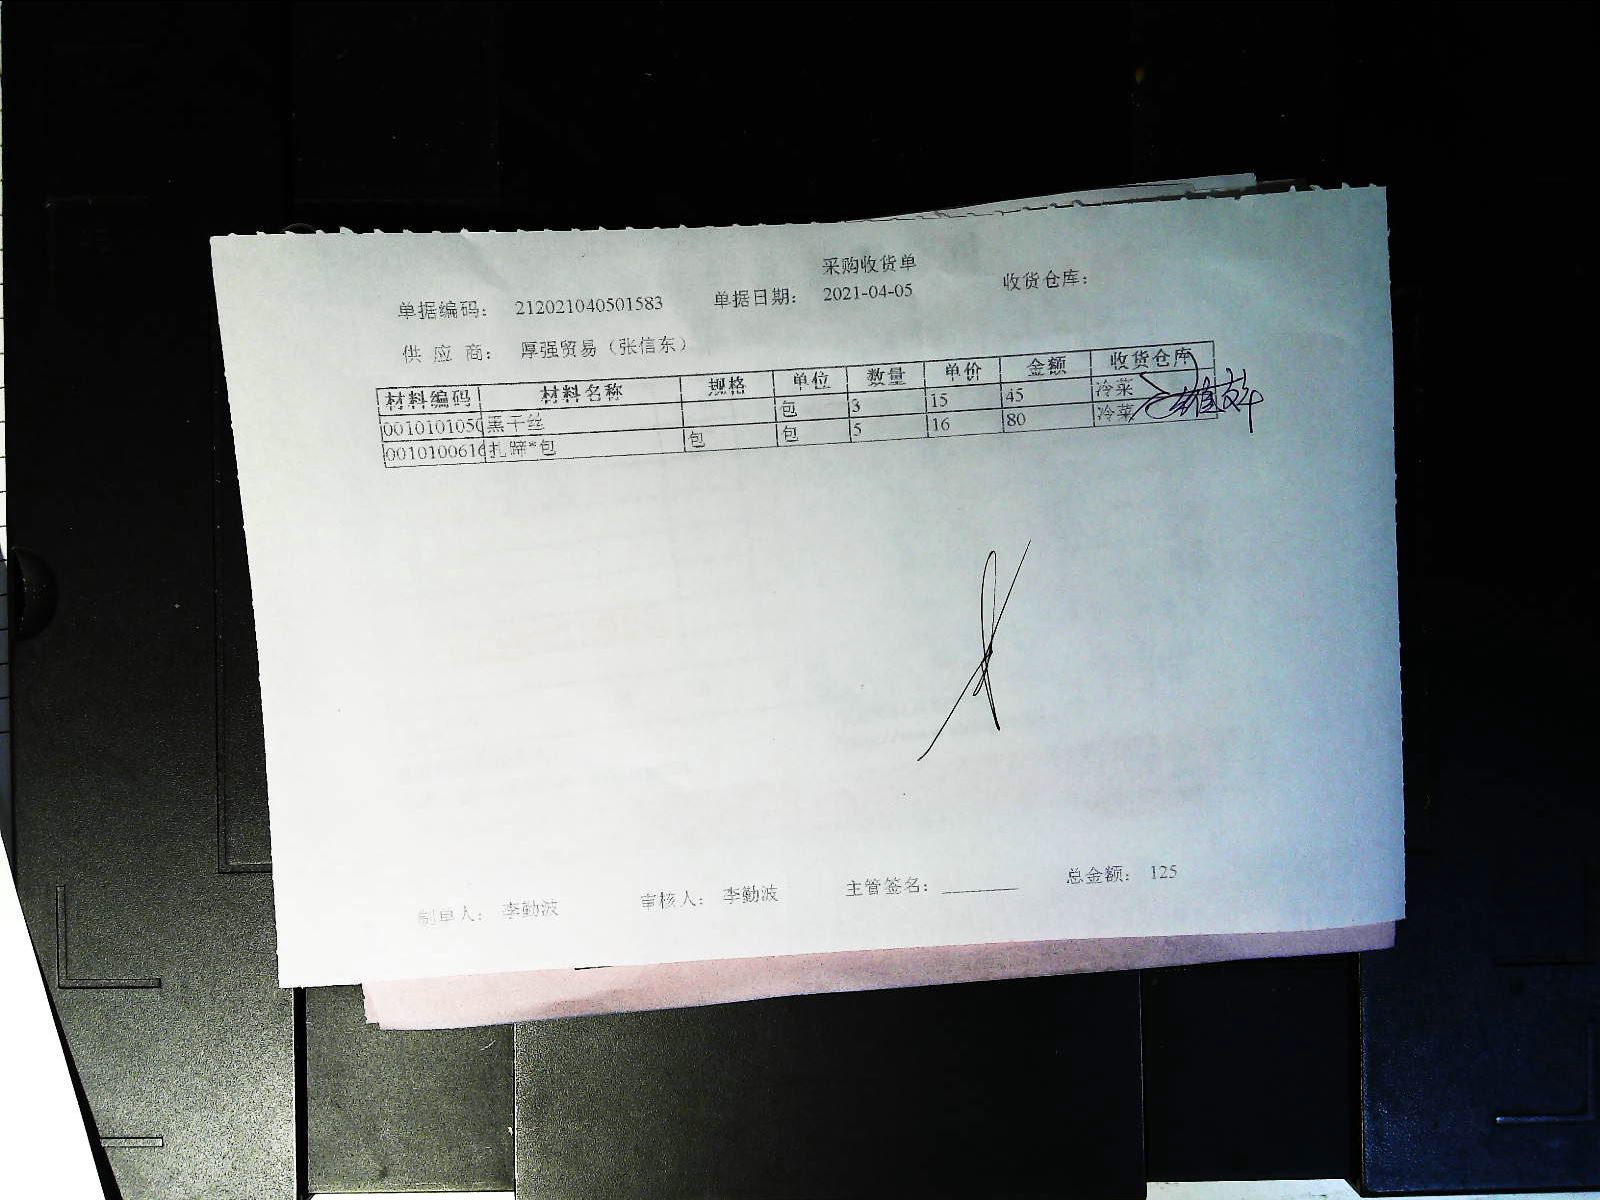 采购收货单
单据编码: 212021040501583 单据日期: 2021-04-05 收货仓库:
供 应 商: 厚强贸易（张信东）
材料编码 材料名称 规格 单位 数量 单价 金额 收货仓库
001010105 黑干丝 包 3 15 45 冷菜
001010061 扎蹄*包 包 包 5 16 80 冷菜
制单人: 李勤波 审核人: 李勤波 主管签名: 总金额: 125